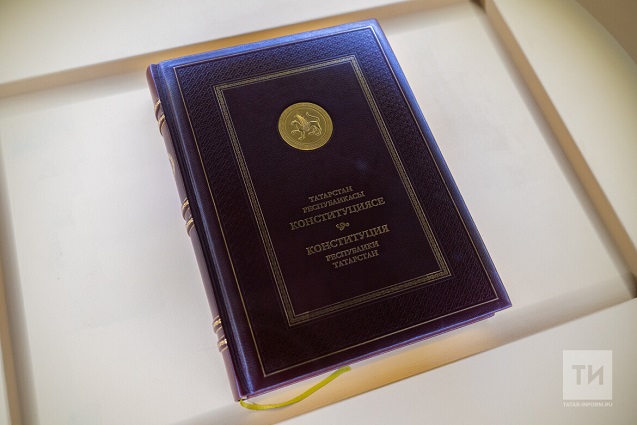 ТАТАРСТАН
РЕСПУБЛИКАСЫ
КОНСТИТУЦИЯСЕ
КОНСТИТУЦИЯ
РЕСПУБЛИКИ
ТАТАРСТАН
ТИ
TATAR-INFORM.RU